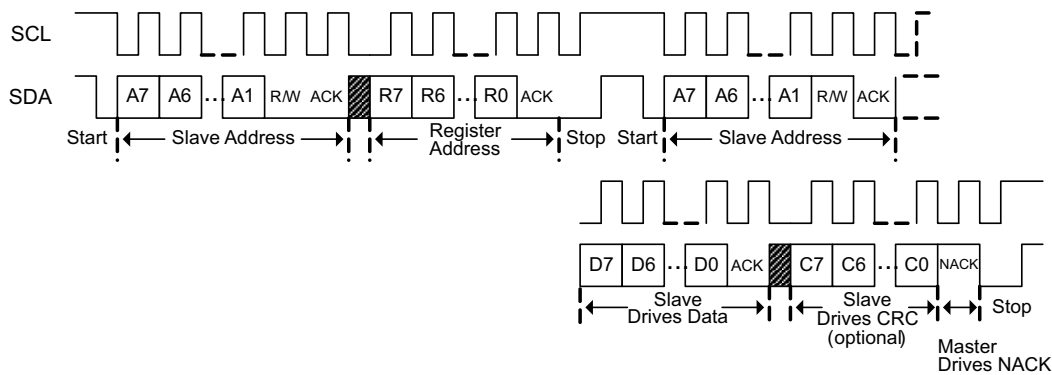 SCL
SDA
A7 A6 ... A1 R/W ACK R7 R6 ... R0 ACK A7 A6 ... A1 R/W ACK
Start Slave Address Register Address Stop Start Slave Address
D7 D6 ... D0 ACK C7 C6 ... C0 NACK
Slave
Drives Data
Slave
Drives CRC
(optional)
Stop
Master
Drives NACK